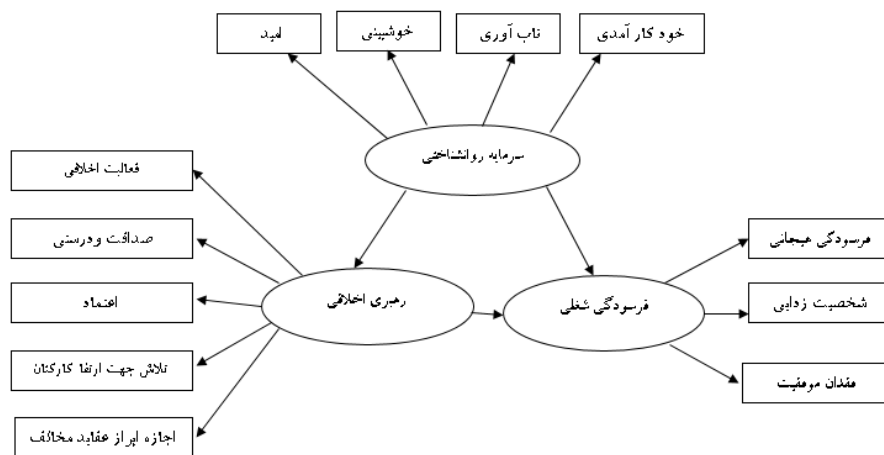 خود کار آمدی
تاب آوری
خوشبینی
امید
سرمایه روانشناختی
فعالیت اخلاقی
صداقت و درستی
اعتماد
تلاش جهت ارتقا کارکنان
اجازه ابراز عقاید مخالف
رهبری اخلاقی
فرسودگی شغلی
فرسودگی هیجانی
شخصیت زدایی
فقدان موفقیت